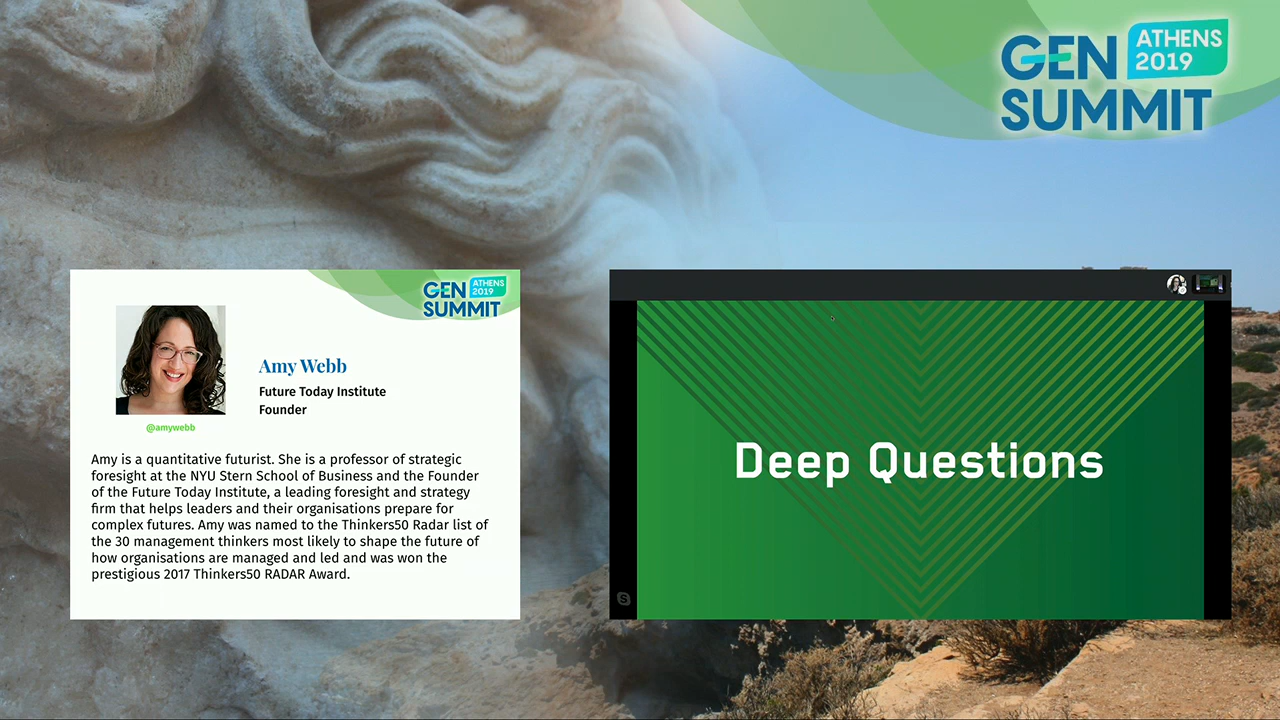 GEN ATHENS 2019
SUMMIT
GEN ATHENS 2019
SUMMIT
Amy Webb
Future Today Institute
Founder
@amywebb
Amy is a quantitative futurist. She is a professor of strategic
foresight at the NYU Stern School of Business and the Founder
of the Future Today Institute, a leading foresight and strategy
firm that helps leaders and their organisations prepare for
complex futures. Amy was named to the Thinkers50 Radar list of
the 30 management thinkers most likely to shape the future of
how organisations are managed and led and was won the
prestigious 2017 Thinkers50 RADAR Award.
Deep Questions